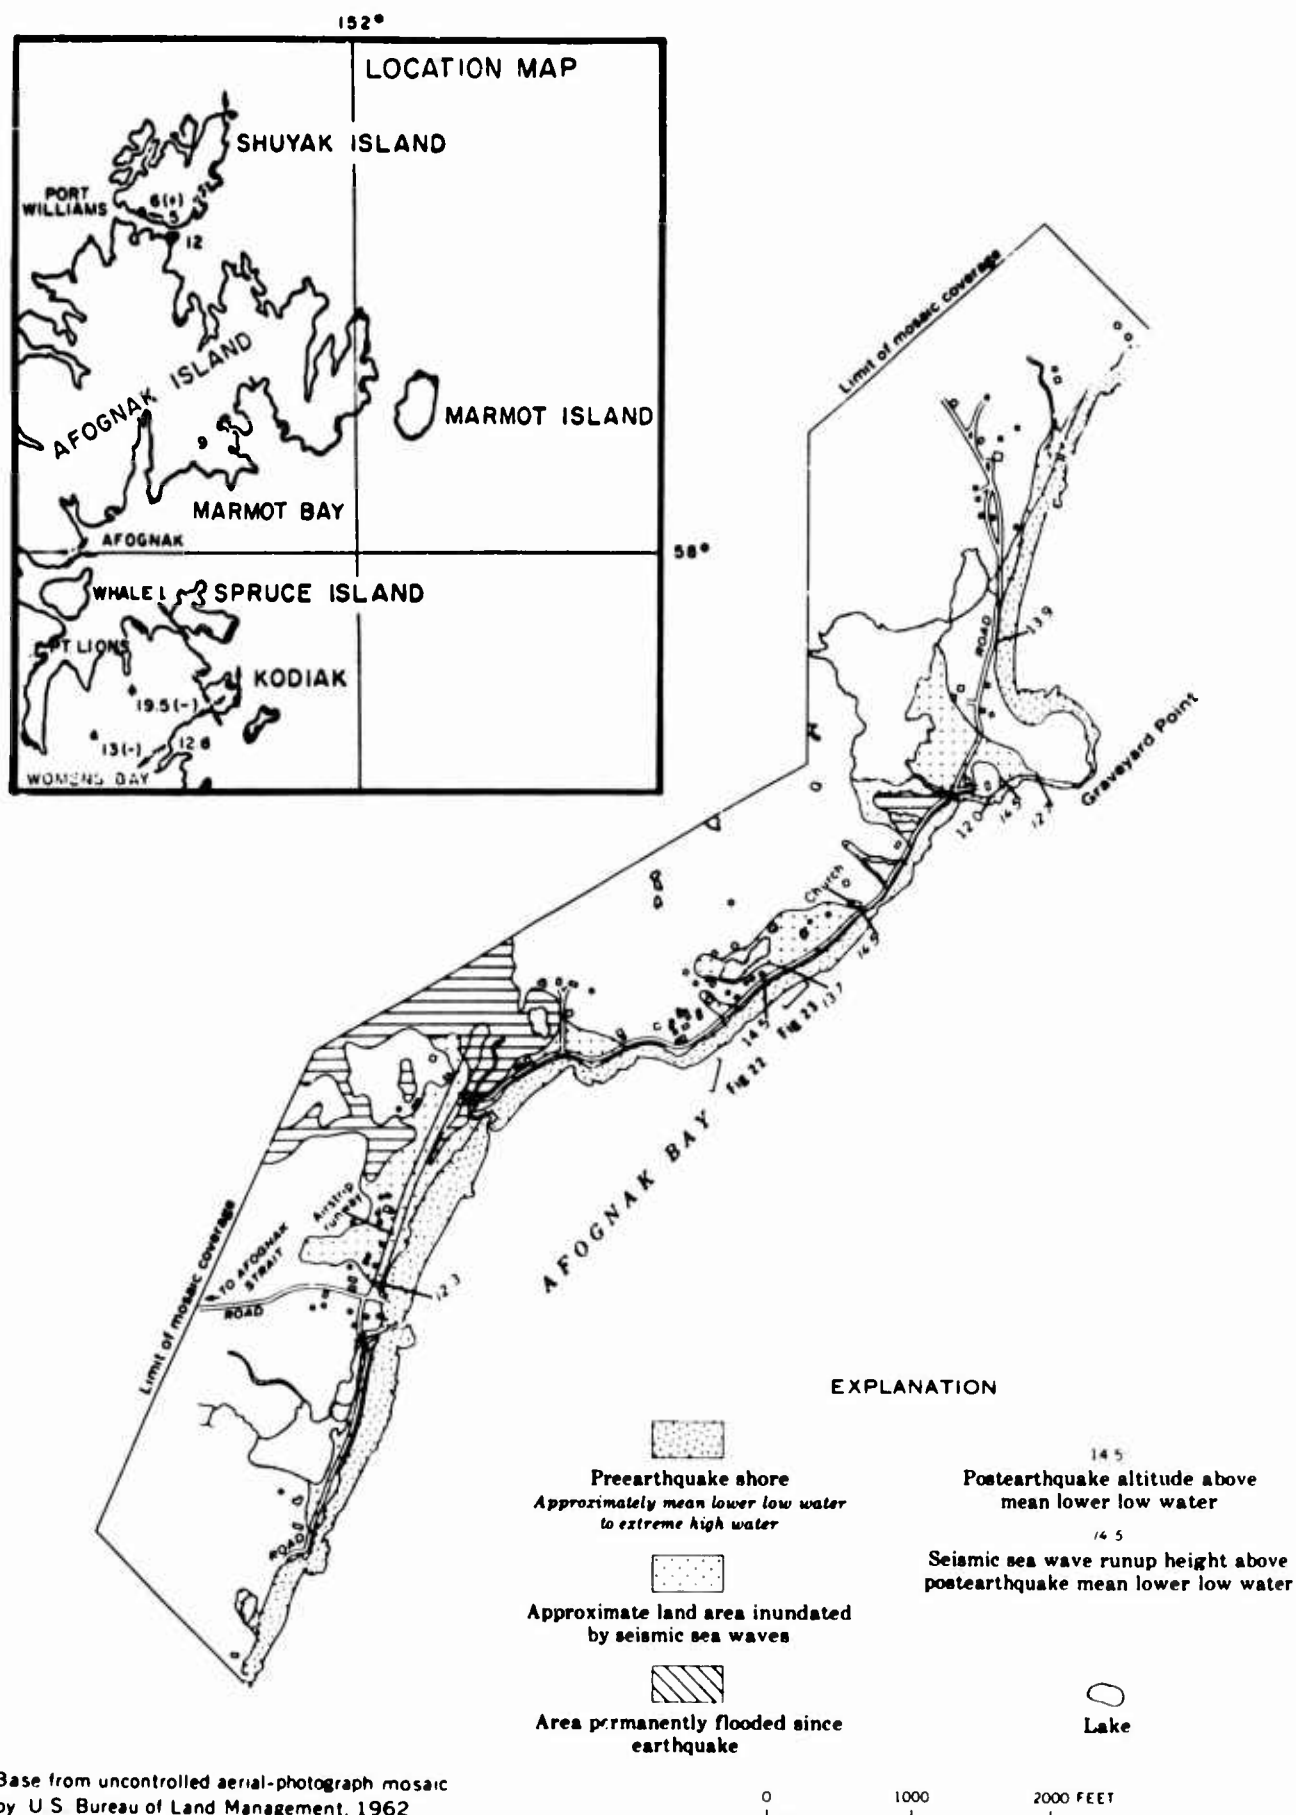 152°
LOCATION MAP
SHUYAK ISLAND
PORT
WILLIAMS
6(+)
5
12
AFOGNAK ISLAND
MARMOT ISLAND
9
MARMOT BAY
AFOGNAK
58°
WHALE I.
SPRUCE ISLAND
PT. LIONS
KODIAK
19.5(-)
13(-)
12.8
WOMENS BAY
Limit of mosaic coverage
ROAD
13.9
Graveyard Point
12.0
14.5
12.7
Church
14.5
13.7
Fig 23
14.5
Fig 22
AFOGNAK BAY
Airstrip
runway
TO AFOGNAK
STRAIT
ROAD
12.3
Limit of mosaic coverage
ROAD
EXPLANATION
Preearthquake shore
Approximately mean lower low water
to extreme high water
Approximate land area inundated
by seismic sea waves
Area permanently flooded since
earthquake
14 5
Postearthquake altitude above
mean lower low water
14 5
Seismic sea wave runup height above
postearthquake mean lower low water
Lake
Base from uncontrolled aerial-photograph mosaic
by U S Bureau of Land Management, 1962
0 1000 2000 FEET